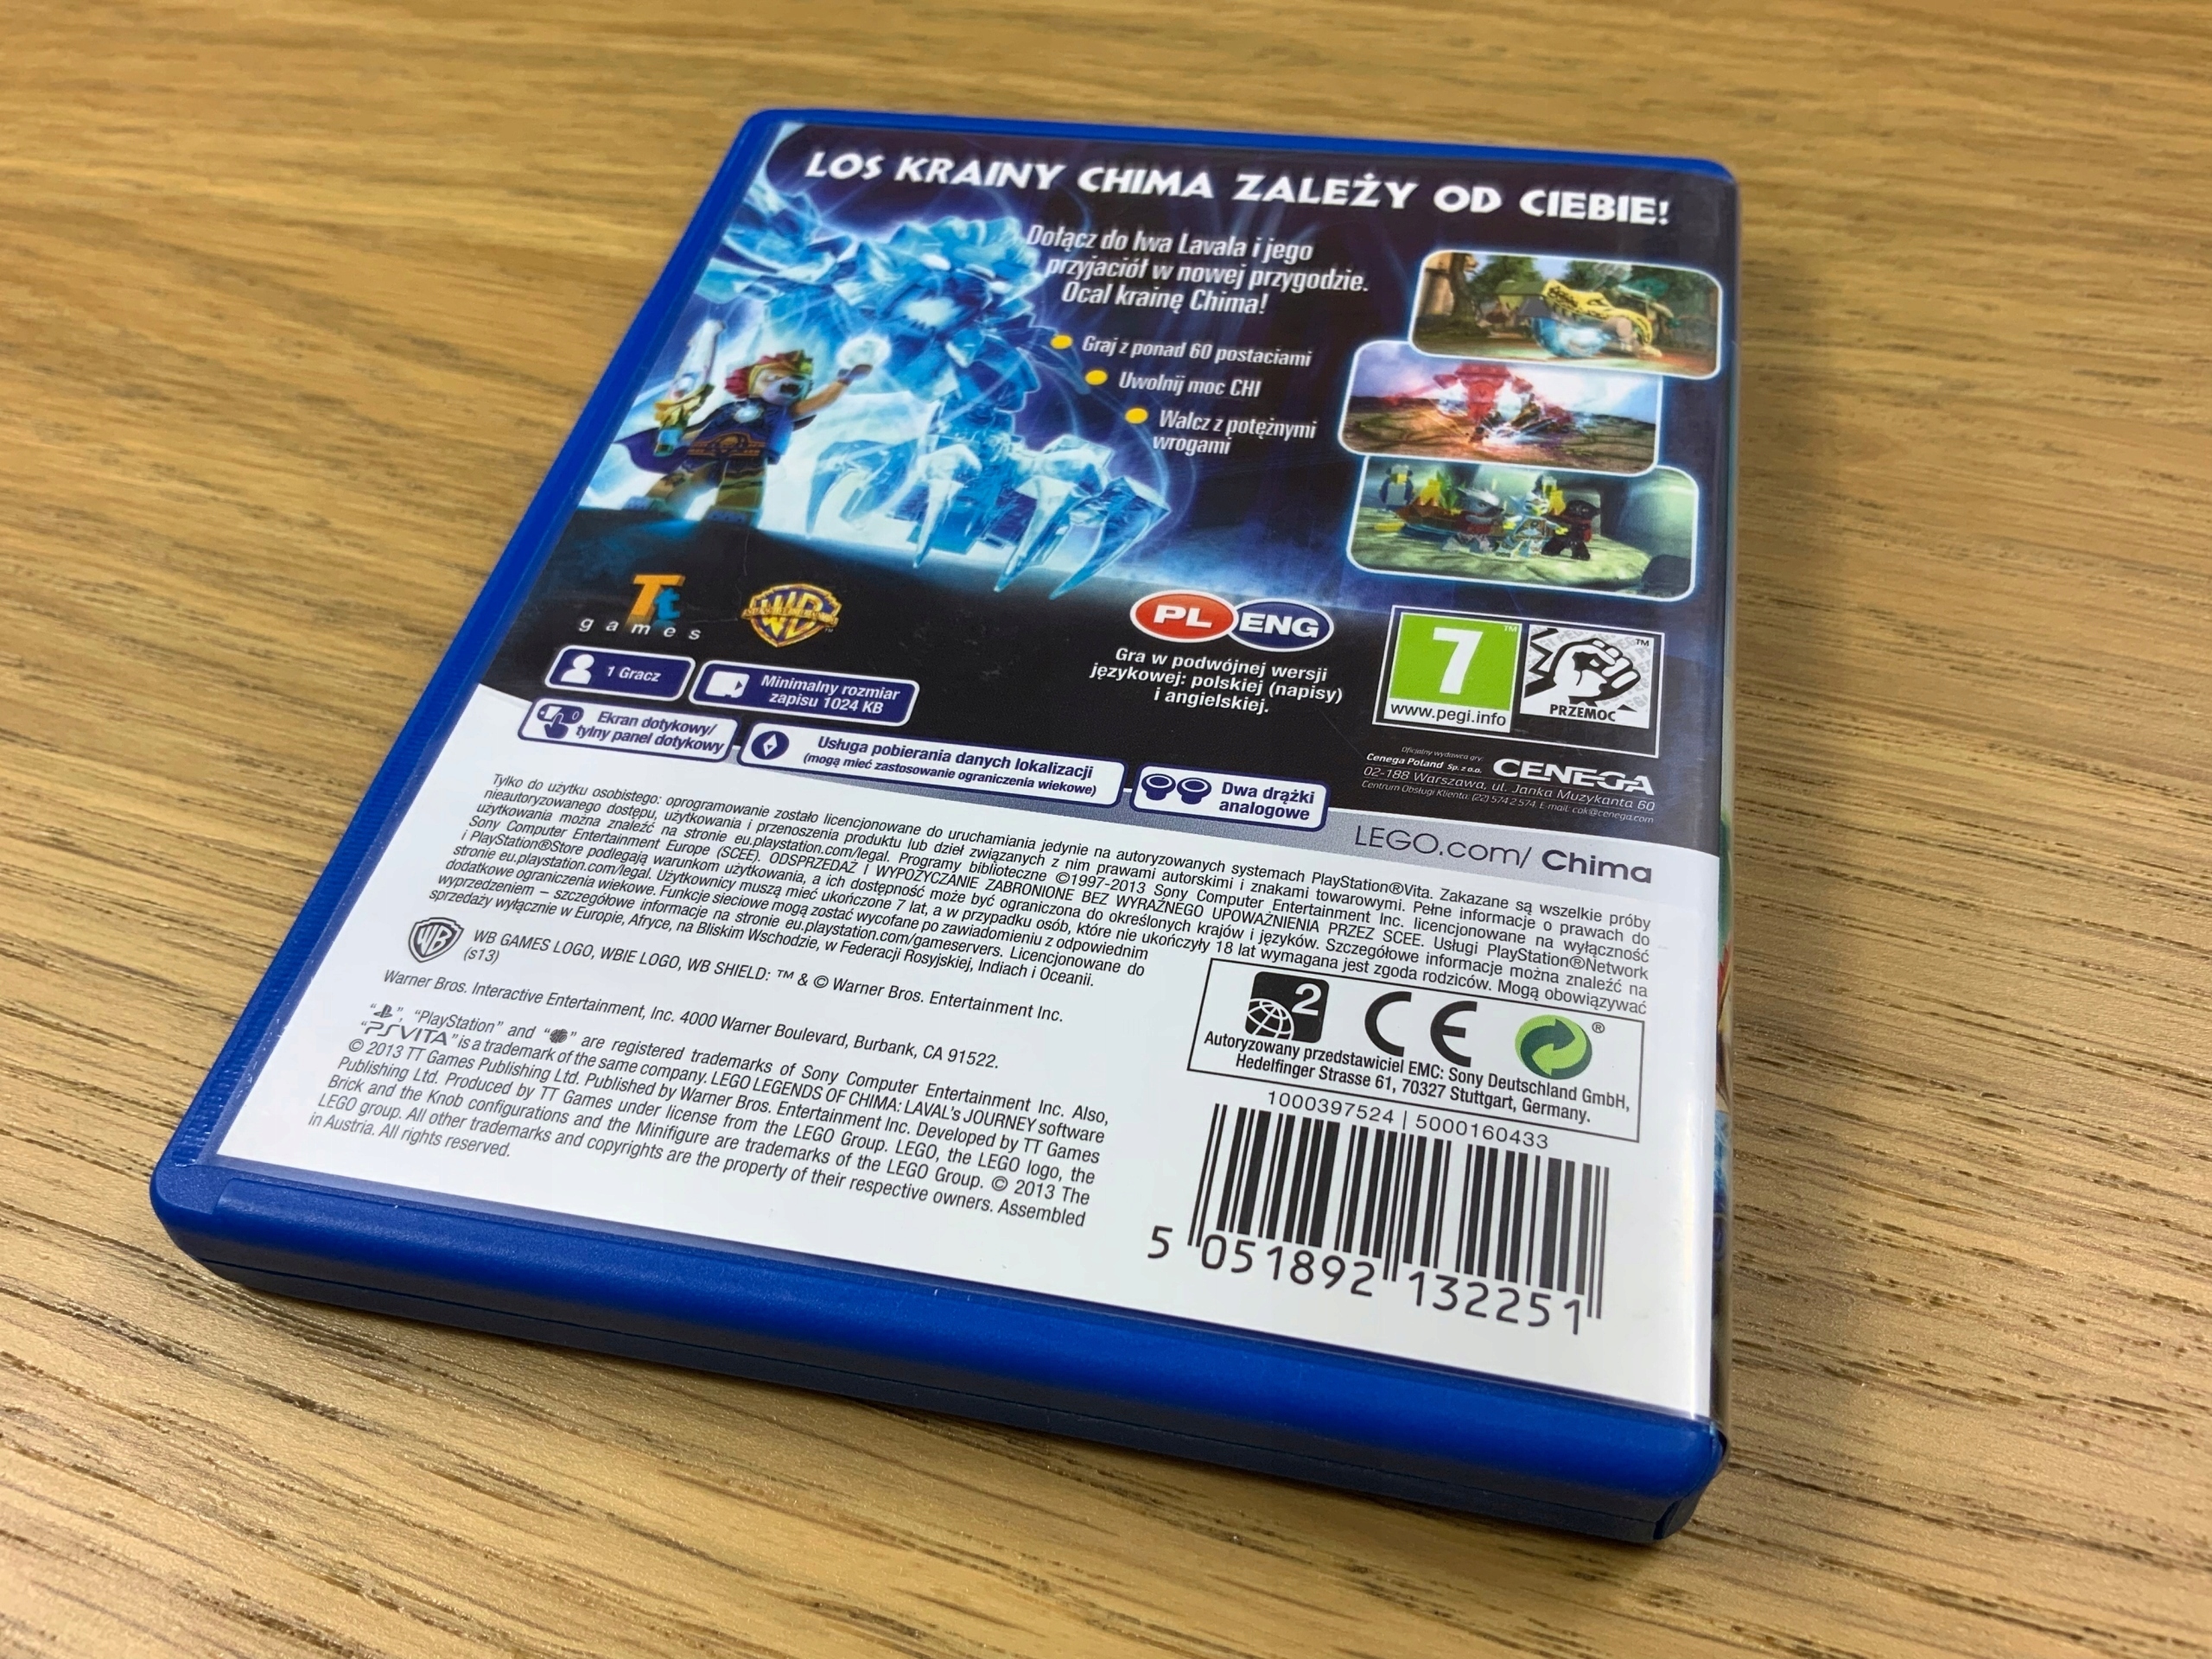 LOS KRAINY CHIMA ZALEŻY OD CIEBIE!
Dołącz do lwa Lavala i jego
przyjaciół w nowej przygodzie.
Ocal krainę Chima!
Graj z ponad 60 postaciami
Uwolnij moc CHI
Walcz z potężnymi
wrogami
Tt
games
WB
PL ENG
Gra w podwójnej wersji
językowej: polskiej (napisy)
i angielskiej.
7
www.pegi.info
PRZEMOC
1 Gracz
Minimalny rozmiar
zapisu 1024 KB
Ekran dotykowy/
tylny panel dotykowy
Usługa pobierania danych lokalizacji
(mogą mieć zastosowanie ograniczenia wiekowe)
Dwa drążki
analogowe
Oficjalny wydawca gry:
Cenega Poland Sp. z o.o.
CENEGA
02-188 Warszawa, ul. Janka Muzykanta 60
Centrum Obsługi Klienta: (22) 574 2 574, E-mail: cok@cenega.com
LEGO.com/ Chima
Tylko do użytku osobistego: oprogramowanie zostało licencjonowane do uruchamiania jedynie na autoryzowanych systemach PlayStation®Vita. Zakazane są wszelkie próby
nieautoryzowanego dostępu, użytkowania i przenoszenia produktu lub dzieł związanych z nim prawami autorskimi i znakami towarowymi. Pełne informacje o prawach do
użytkowania można znaleźć na stronie eu.playstation.com/legal. Programy biblioteczne ©1997-2013 Sony Computer Entertainment Inc. licencjonowane na wyłączność
Sony Computer Entertainment Europe (SCEE). ODSPRZEDAŻ I WYPOŻYCZANIE ZABRONIONE BEZ WYRAŹNEGO UPOWAŻNIENIA PRZEZ SCEE. Usługi PlayStation®Network
i PlayStation®Store podlegają warunkom użytkowania, a ich dostępność może być ograniczona do określonych krajów i języków. Szczegółowe informacje można znaleźć na
stronie eu.playstation.com/legal. Użytkownicy muszą mieć ukończone 7 lat, a w przypadku osób, które nie ukończyły 18 lat wymagana jest zgoda rodziców. Mogą obowiązywać
dodatkowe ograniczenia wiekowe. Funkcje sieciowe mogą zostać wycofane po zawiadomieniu z odpowiednim
wyprzedzeniem – szczegółowe informacje na stronie eu.playstation.com/gameservers. Licencjonowane do
sprzedaży wyłącznie w Europie, Afryce, na Bliskim Wschodzie, w Federacji Rosyjskiej, Indiach i Oceanii.
WB GAMES LOGO, WBIE LOGO, WB SHIELD: ™ & © Warner Bros. Entertainment Inc.
(s13)
Warner Bros. Interactive Entertainment, Inc. 4000 Warner Boulevard, Burbank, CA 91522.
“ ”, “PlayStation” and “ ” are registered trademarks of Sony Computer Entertainment Inc. Also,
“PSVITA” is a trademark of the same company. LEGO LEGENDS OF CHIMA: LAVAL's JOURNEY software
© 2013 TT Games Publishing Ltd. Published by Warner Bros. Entertainment Inc. Developed by TT Games
Publishing Ltd. Produced by TT Games under license from the LEGO Group. LEGO, the LEGO logo, the
Brick and the Knob configurations and the Minifigure are trademarks of the LEGO Group. © 2013 The
LEGO group. All other trademarks and copyrights are the property of their respective owners. Assembled
in Austria. All rights reserved.
2 CE ®
Autoryzowany przedstawiciel EMC: Sony Deutschland GmbH,
Hedelfinger Strasse 61, 70327 Stuttgart, Germany.
1000397524 | 5000160433
5 051892 132251